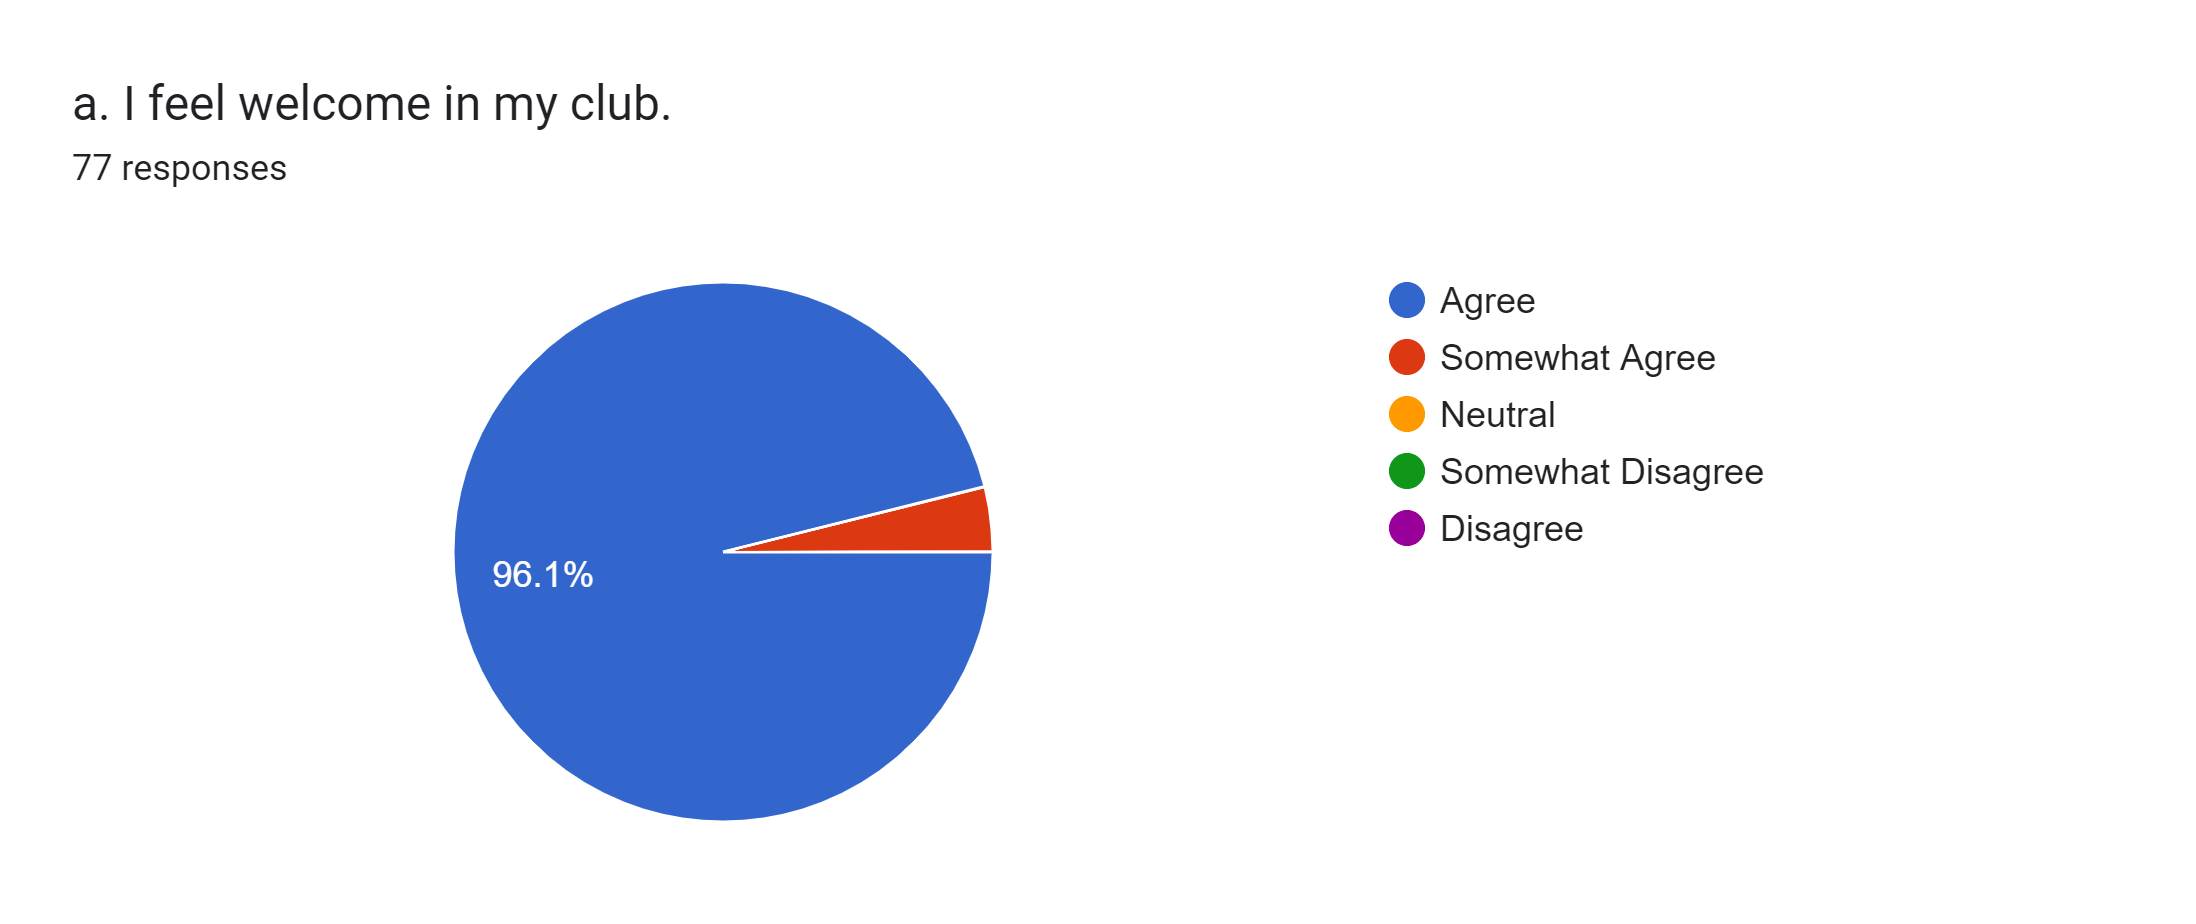 a. I feel welcome in my club.
77 responses
96.1%
Agree
Somewhat Agree
Neutral
Somewhat Disagree
Disagree